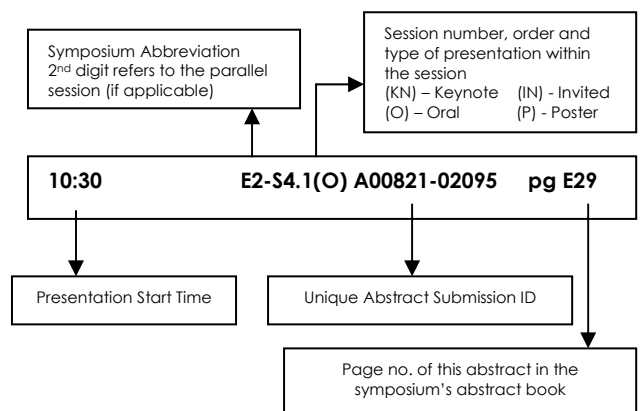 Symposium Abbreviation
2nd digit refers to the parallel
session (if applicable)
Session number, order and
type of presentation within
the session
(KN) – Keynote (IN) - Invited
(O) – Oral (P) - Poster
10:30 E2-S4.1(O) A00821-02095 pg E29
Presentation Start Time
Unique Abstract Submission ID
Page no. of this abstract in the
symposium's abstract book